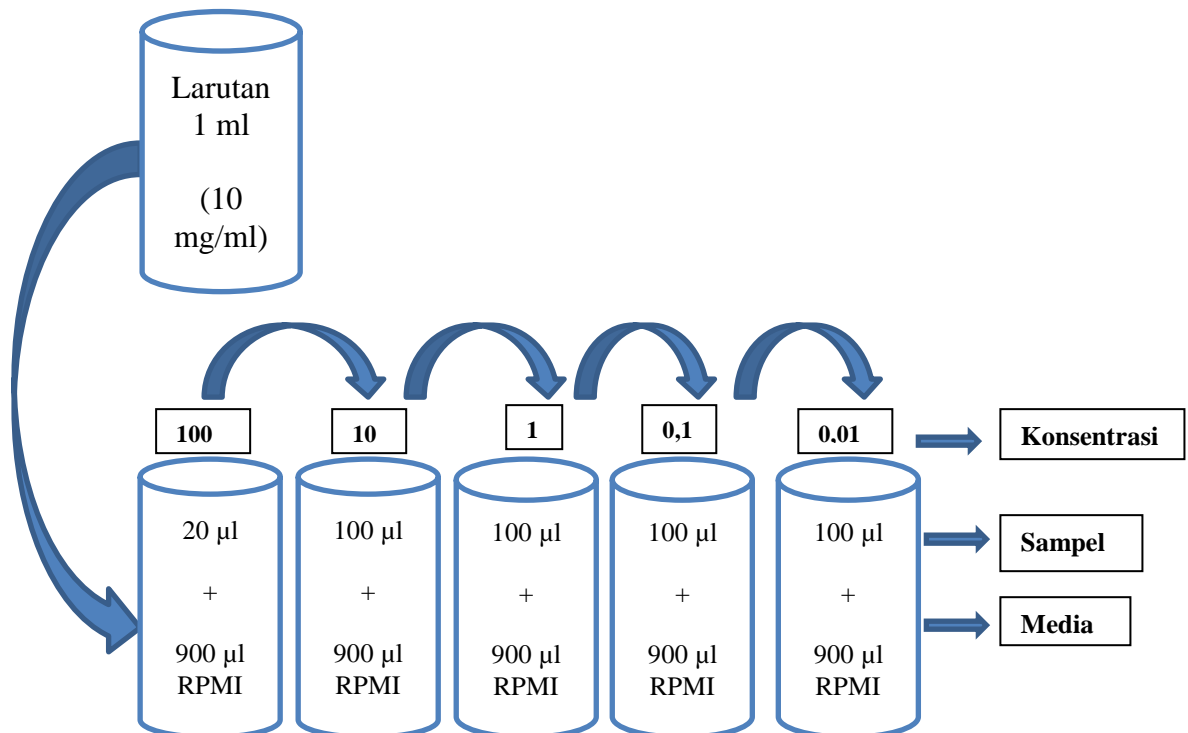 Larutan
1 ml
(10
mg/ml)
100
10
1
0,1
0,01
Konsentrasi
20 µl
100 µl
100 µl
100 µl
100 µl
Sampel
+
+
+
+
+
Media
900 µl
RPMI
900 µl
RPMI
900 µl
RPMI
900 µl
RPMI
900 µl
RPMI